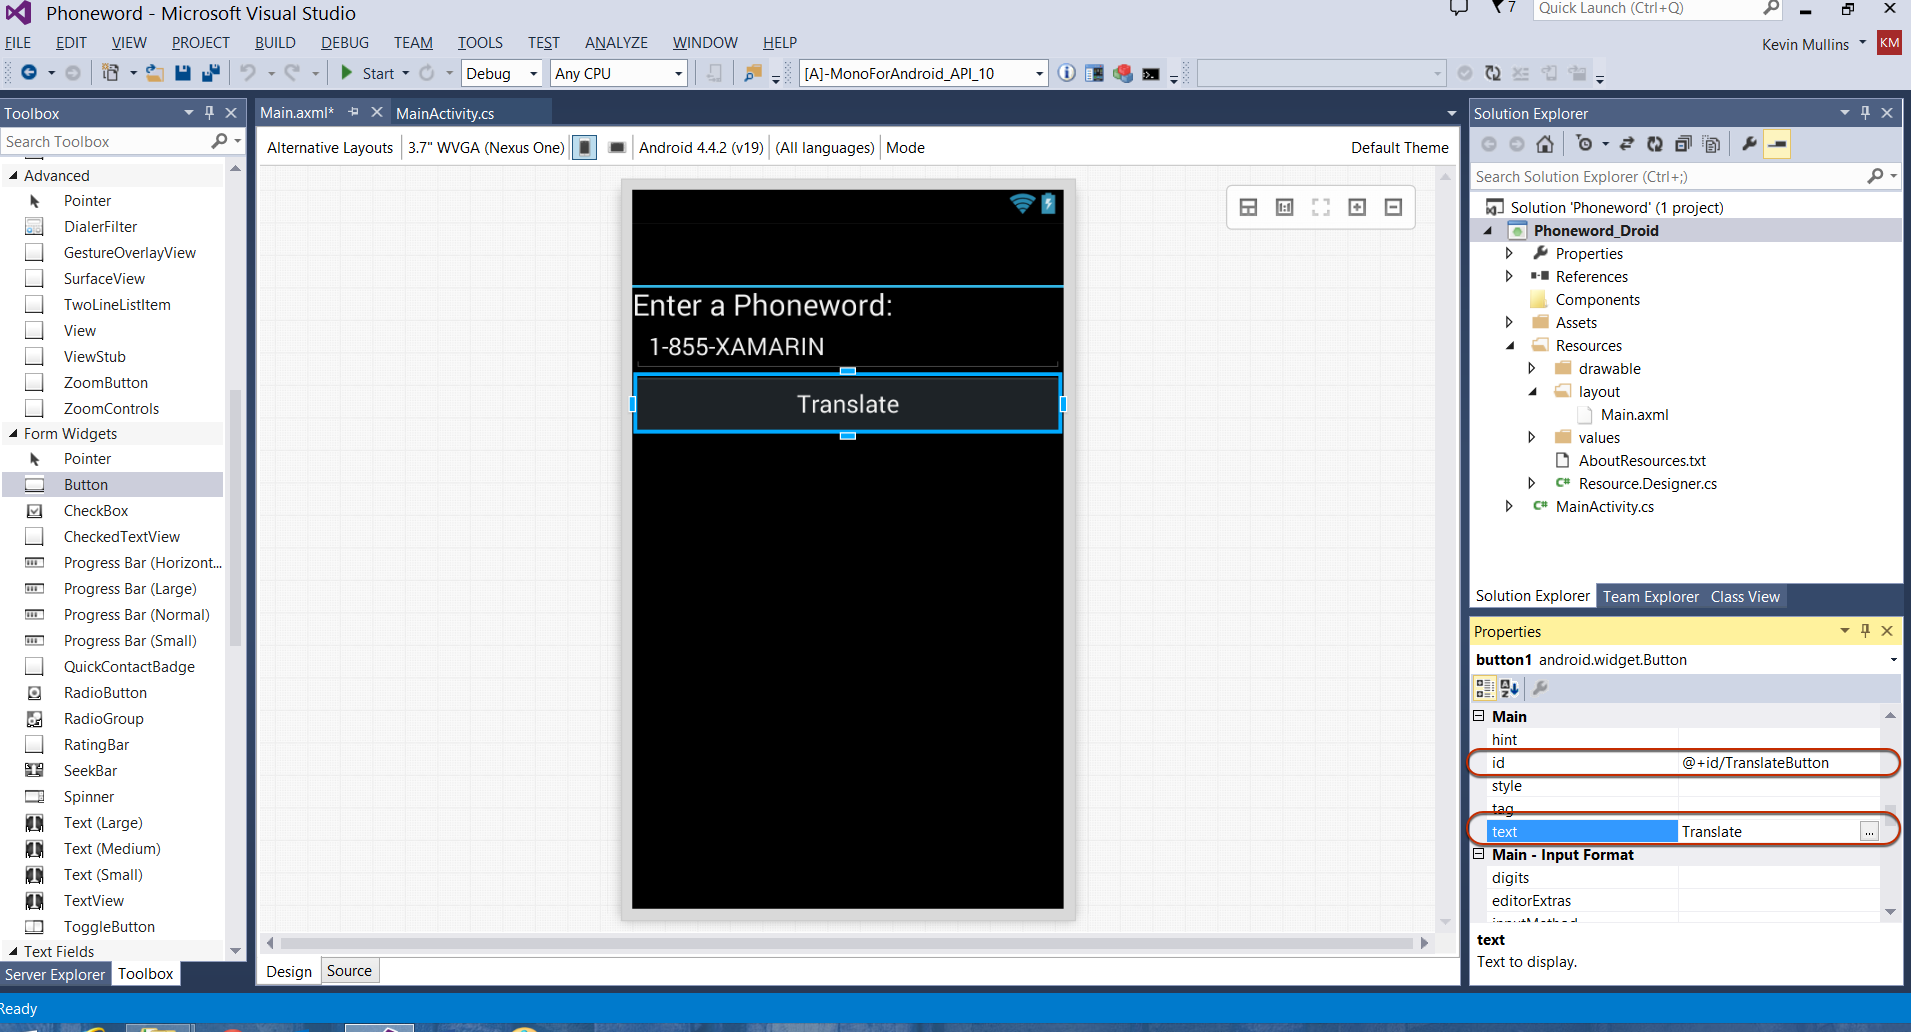 Phoneword - Microsoft Visual Studio
7
Quick Launch (Ctrl+Q)
FILE EDIT VIEW PROJECT BUILD DEBUG TEAM TOOLS TEST ANALYZE WINDOW HELP
Kevin Mullins
KM
Start
Debug
Any CPU
[A]-MonoForAndroid_API_10
Toolbox
Search Toolbox
Advanced
Pointer
DialerFilter
GestureOverlayView
SurfaceView
TwoLineListItem
View
ViewStub
ZoomButton
ZoomControls
Form Widgets
Pointer
Button
CheckBox
CheckedTextView
Progress Bar (Horizont...
Progress Bar (Large)
Progress Bar (Normal)
Progress Bar (Small)
QuickContactBadge
RadioButton
RadioGroup
RatingBar
SeekBar
Spinner
Text (Large)
Text (Medium)
Text (Small)
TextView
ToggleButton
Text Fields
Server Explorer Toolbox
Main.axml* MainActivity.cs
Alternative Layouts 3.7" WVGA (Nexus One) Android 4.4.2 (v19) (All languages) Mode Default Theme
Enter a Phoneword:
1-855-XAMARIN
Translate
Design Source
Solution Explorer
Search Solution Explorer (Ctrl+;)
Solution 'Phoneword' (1 project)
Phoneword_Droid
Properties
References
Components
Assets
Resources
drawable
layout
Main.axml
values
AboutResources.txt
C# Resource.Designer.cs
C# MainActivity.cs
Solution Explorer Team Explorer Class View
Properties
button1 android.widget.Button
Main
hint
id @+id/TranslateButton
style
tag
text Translate ...
Main - Input Format
digits
editorExtras
inputMethod
text
Text to display.
Ready